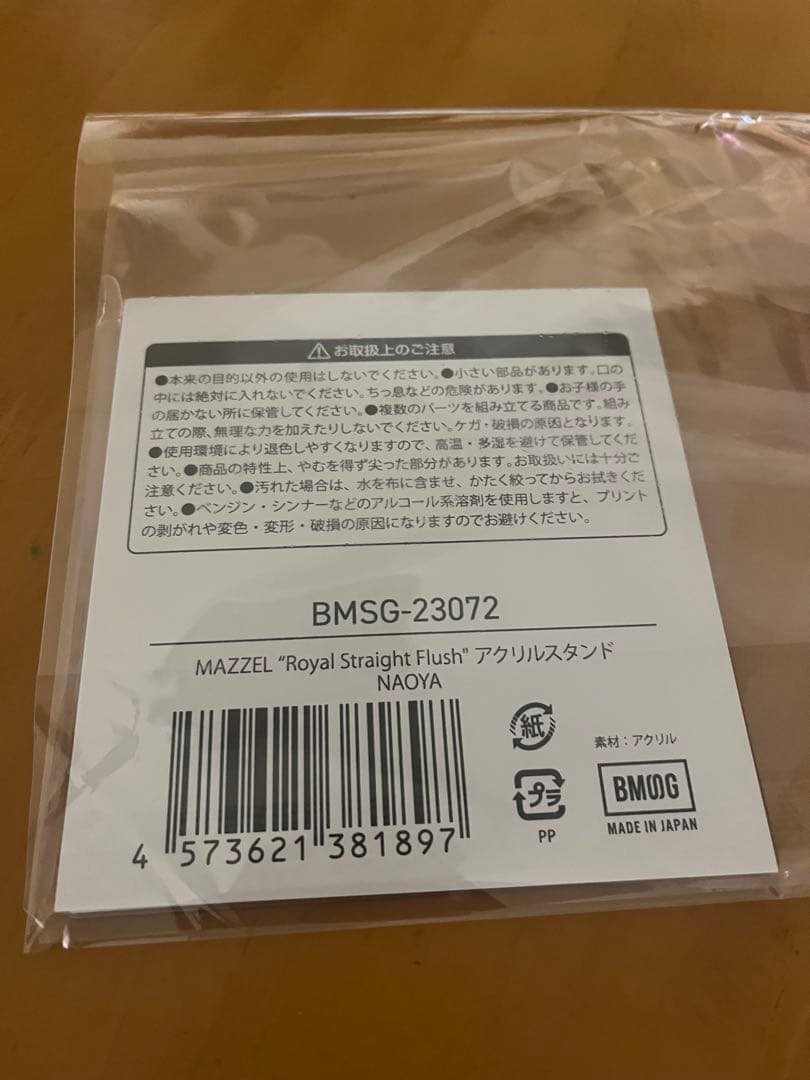 ⚠ お取扱上のご注意
●本来の目的以外の使用はしないでください。●小さい部品があります。口の
中には絶対に入れないでください。ちっ息などの危険があります。●お子様の手
の届かない所に保管してください。●複数のパーツを組み立てる商品です。組み
立ての際、無理な力を加えたりしないでください。ケガ・破損の原因となります。
●使用環境により退色しやすくなりますので、高温・多湿を避けて保管してくだ
さい。●商品の特性上、やむを得ず尖った部分があります。お取扱いには十分ご
注意ください。●汚れた場合は、水を布に含ませ、かたく絞ってからお拭きくだ
さい。●ベンジン・シンナーなどのアルコール系溶剤を使用しますと、プリント
の剥がれや変色・変形・破損の原因になりますのでお避けください。
BMSG-23072
MAZZEL “Royal Straight Flush" アクリルスタンド
NAOYA
4 573621 381897
紙
プラ
PP
素材：アクリル
BMSG
MADE IN JAPAN